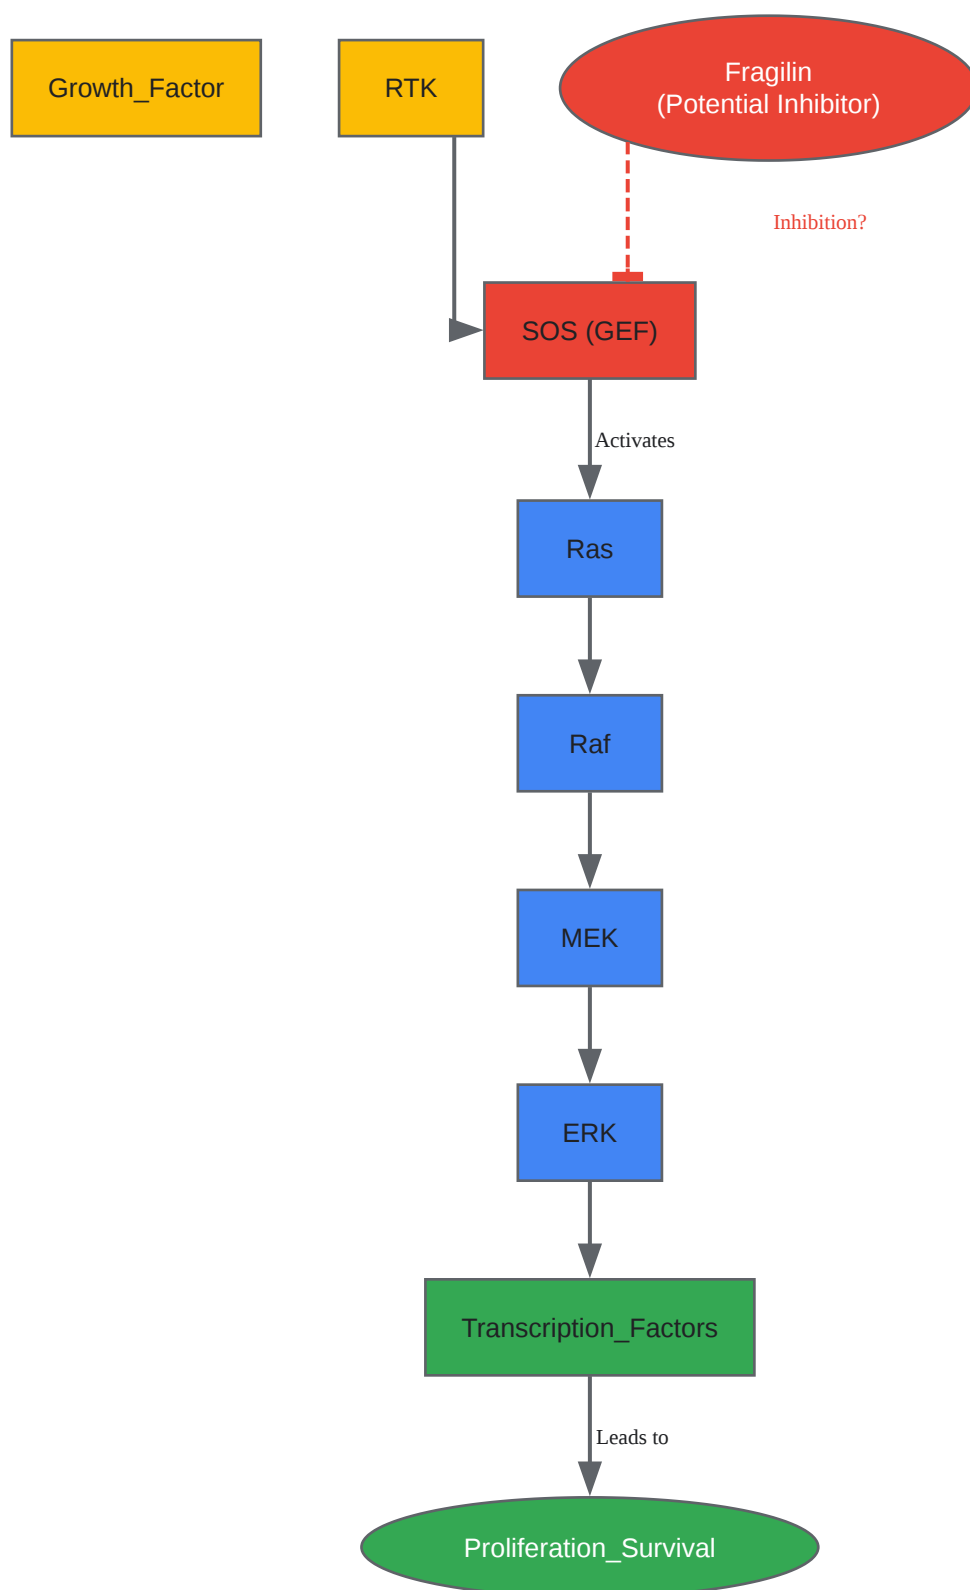 Growth_Factor
RTK
Fragilin
(Potential Inhibitor)
Inhibition?
SOS (GEF)
Activates
Ras
Raf
MEK
ERK
Transcription_Factors
Leads to
Proliferation_Survival